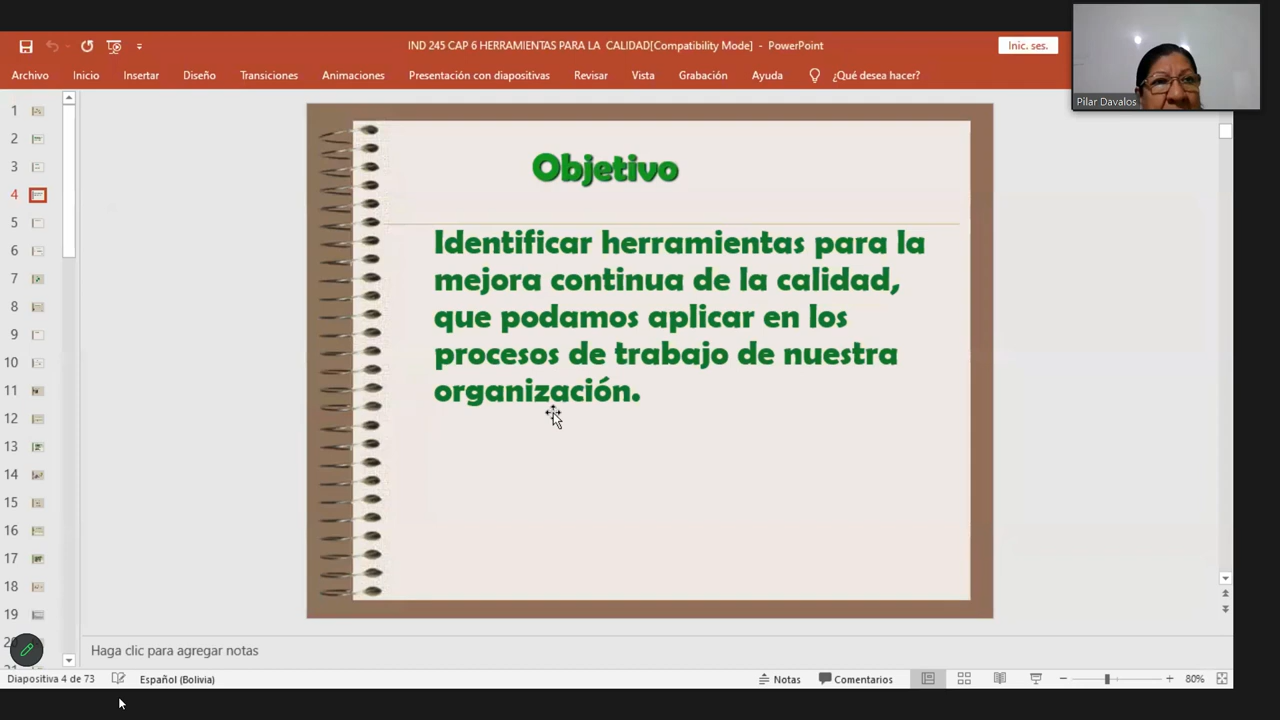 IND 245 CAP 6 HERRAMIENTAS PARA LA CALIDAD[Compatibility Mode] - PowerPoint
Inic. ses.
Archivo Inicio Insertar Diseño Transiciones Animaciones Presentación con diapositivas Revisar Vista Grabación Ayuda ¿Qué desea hacer?
Pilar Davalos
1
2
3
4
5
6
7
8
9
10
11
12
13
14
15
16
17
18
19
20
Objetivo
Identificar herramientas para la
mejora continua de la calidad,
que podamos aplicar en los
procesos de trabajo de nuestra
organización.
Haga clic para agregar notas
Diapositiva 4 de 73 Español (Bolivia) Notas Comentarios 80%